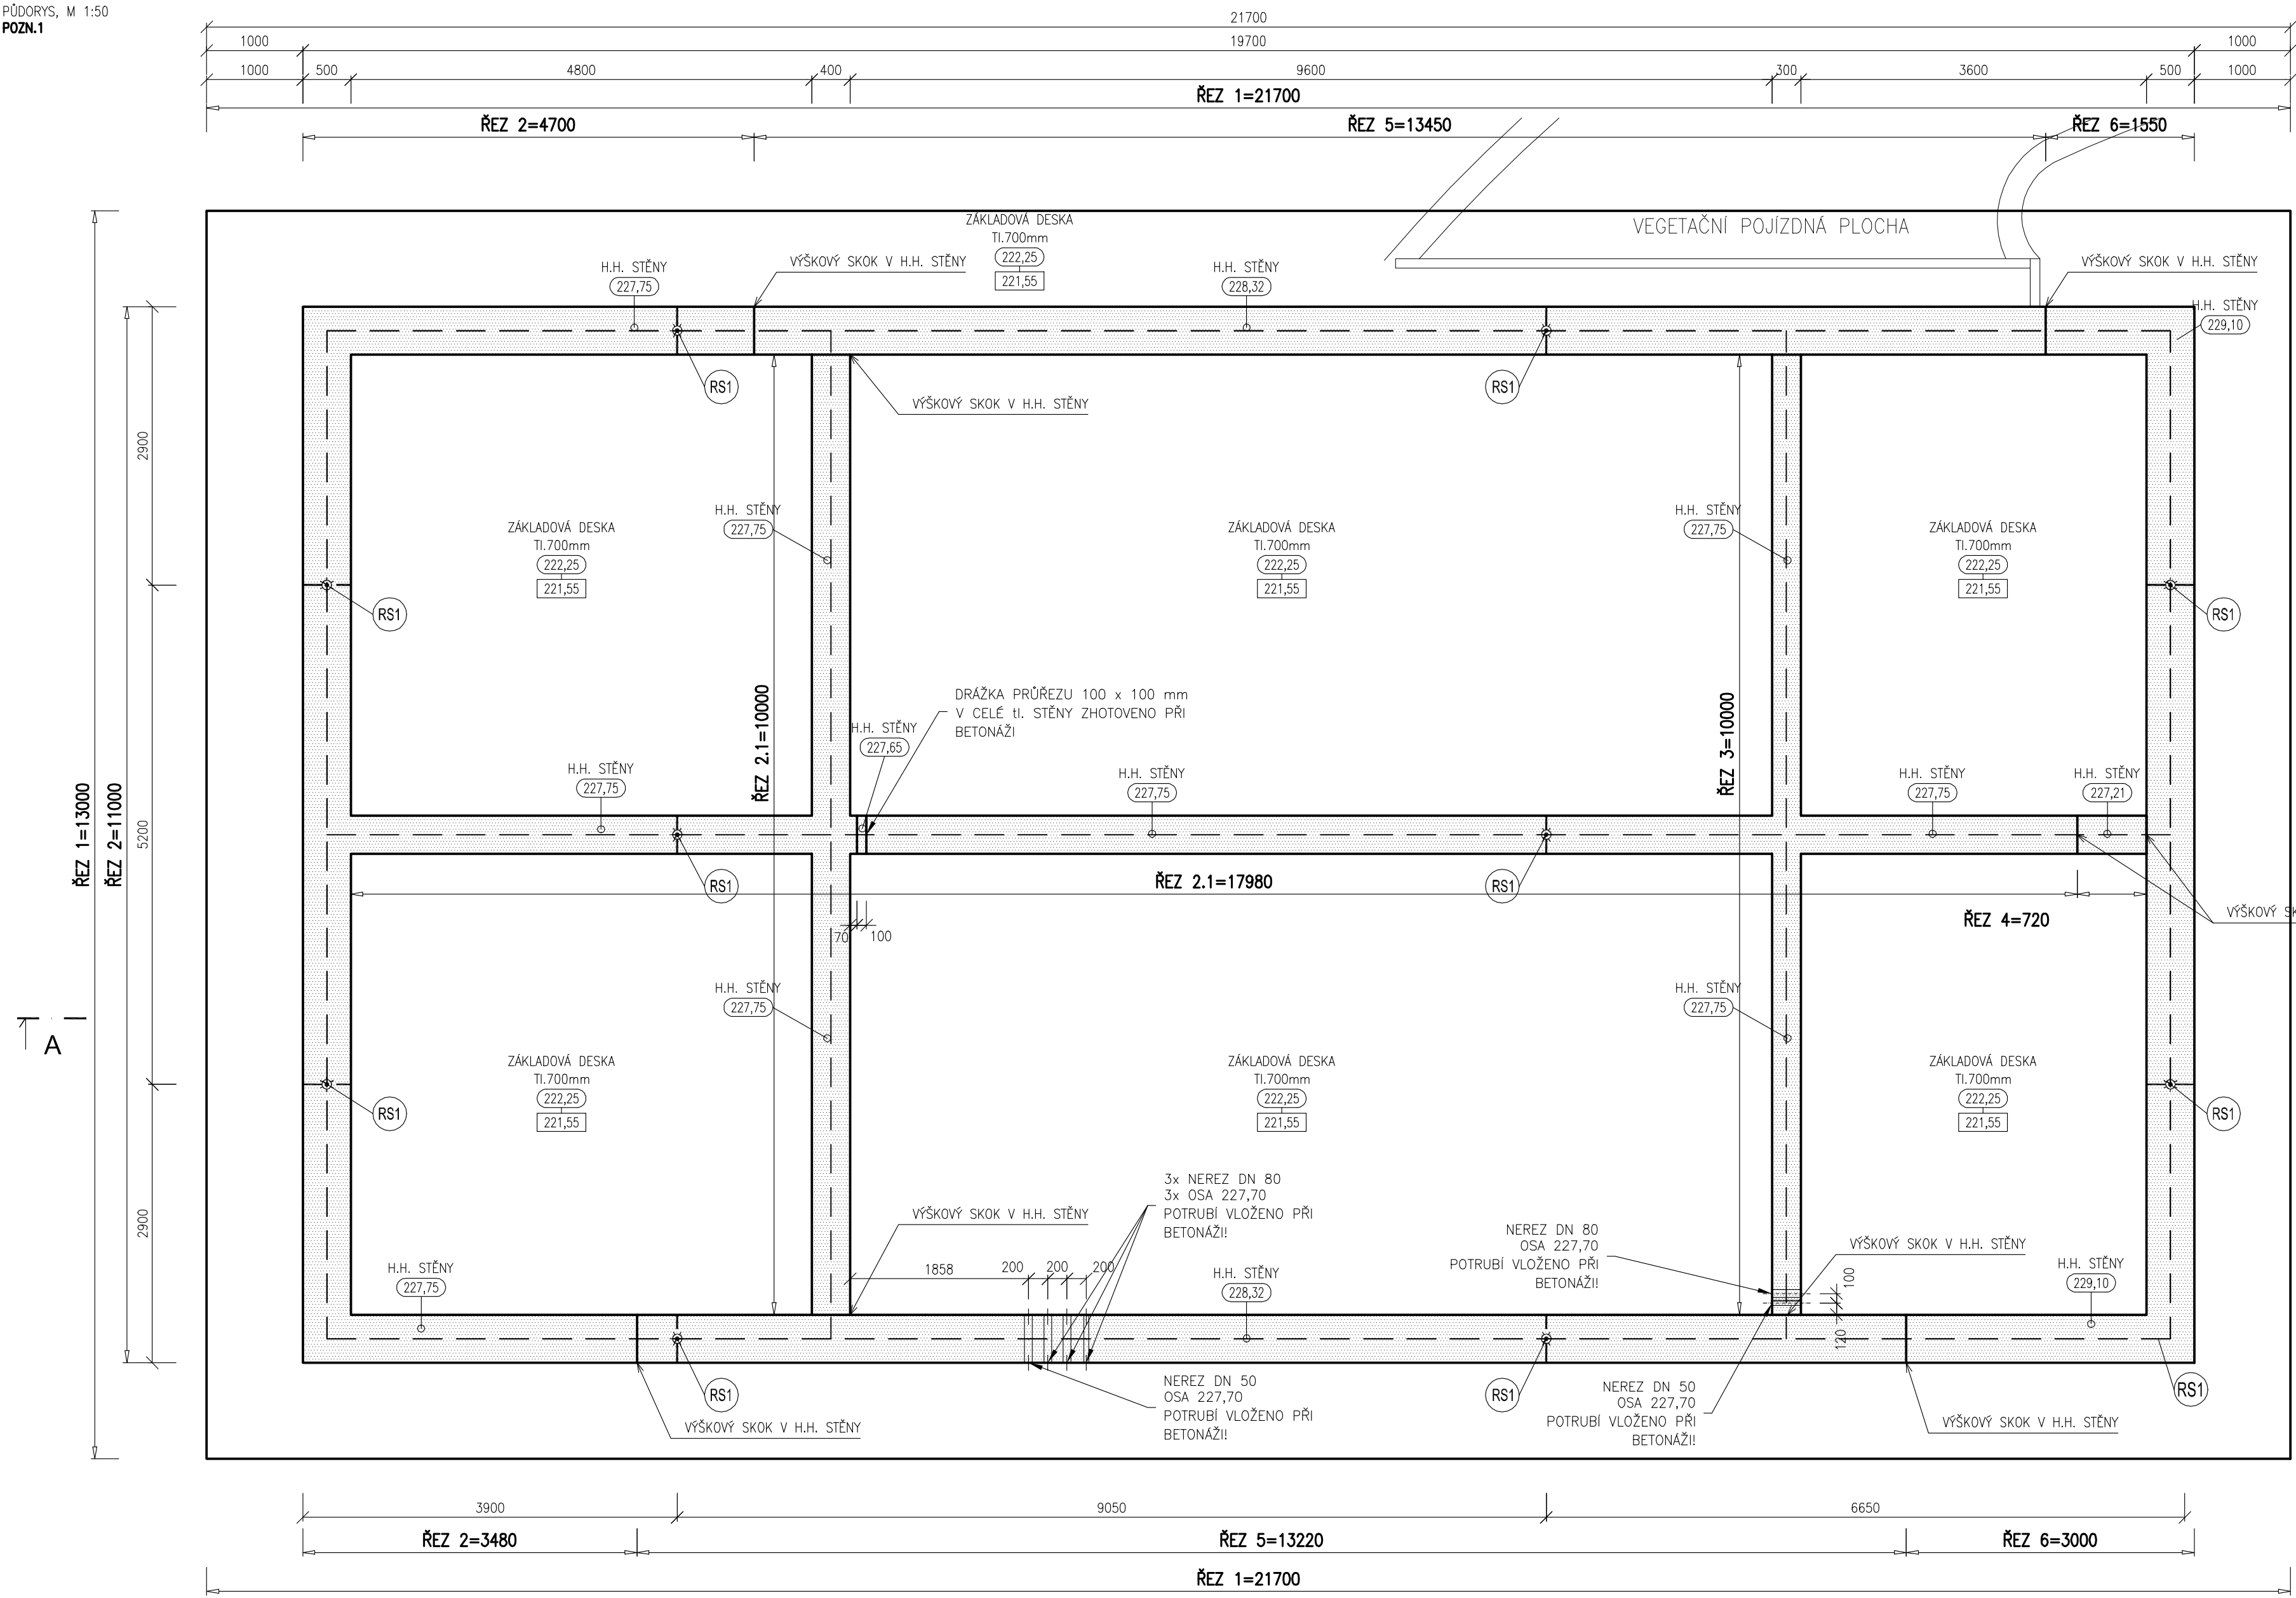 PŮDORYS, M 1:50
POZN.1
21700
1000
19700
1000
1000
500
4800
400
9600
300
3600
500
1000
ŘEZ 1=21700
ŘEZ 2=4700
ŘEZ 5=13450
ŘEZ 6=1550
ZÁKLADOVÁ DESKA
Tl.700mm
222,25
221,55
VEGETAČNÍ POJÍZDNÁ PLOCHA
H.H. STĚNY
227,75
VÝŠKOVÝ SKOK V H.H. STĚNY
H.H. STĚNY
228,32
VÝŠKOVÝ SKOK V H.H. STĚNY
H.H. STĚNY
229,10
RS1
RS1
VÝŠKOVÝ SKOK V H.H. STĚNY
2900
ZÁKLADOVÁ DESKA
Tl.700mm
222,25
221,55
H.H. STĚNY
227,75
ZÁKLADOVÁ DESKA
Tl.700mm
222,25
221,55
H.H. STĚNY
227,75
ZÁKLADOVÁ DESKA
Tl.700mm
222,25
221,55
RS1
RS1
ŘEZ 2.1=10000
DRÁŽKA PRŮŘEZU 100 x 100 mm
V CELÉ tl. STĚNY ZHOTOVENO PŘI
BETONÁŽI
ŘEZ 3=10000
H.H. STĚNY
227,65
H.H. STĚNY
227,75
H.H. STĚNY
227,75
H.H. STĚNY
227,75
H.H. STĚNY
227,21
ŘEZ 1=13000
ŘEZ 2=11000
5200
RS1
RS1
ŘEZ 2.1=17980
ŘEZ 4=720
VÝŠKOVÝ
70
100
H.H. STĚNY
227,75
H.H. STĚNY
227,75
A
ZÁKLADOVÁ DESKA
Tl.700mm
222,25
221,55
ZÁKLADOVÁ DESKA
Tl.700mm
222,25
221,55
ZÁKLADOVÁ DESKA
Tl.700mm
222,25
221,55
RS1
RS1
2900
3x NEREZ DN 80
3x OSA 227,70
POTRUBÍ VLOŽENO PŘI
BETONÁŽI!
VÝŠKOVÝ SKOK V H.H. STĚNY
NEREZ DN 80
OSA 227,70
POTRUBÍ VLOŽENO PŘI
BETONÁŽI!
VÝŠKOVÝ SKOK V H.H. STĚNY
H.H. STĚNY
227,75
1858
200
200
200
H.H. STĚNY
228,32
100
120
H.H. STĚNY
229,10
RS1
VÝŠKOVÝ SKOK V H.H. STĚNY
NEREZ DN 50
OSA 227,70
POTRUBÍ VLOŽENO PŘI
BETONÁŽI!
RS1
NEREZ DN 50
OSA 227,70
POTRUBÍ VLOŽENO PŘI
BETONÁŽI!
VÝŠKOVÝ SKOK V H.H. STĚNY
RS1
3900
9050
6650
ŘEZ 2=3480
ŘEZ 5=13220
ŘEZ 6=3000
ŘEZ 1=21700